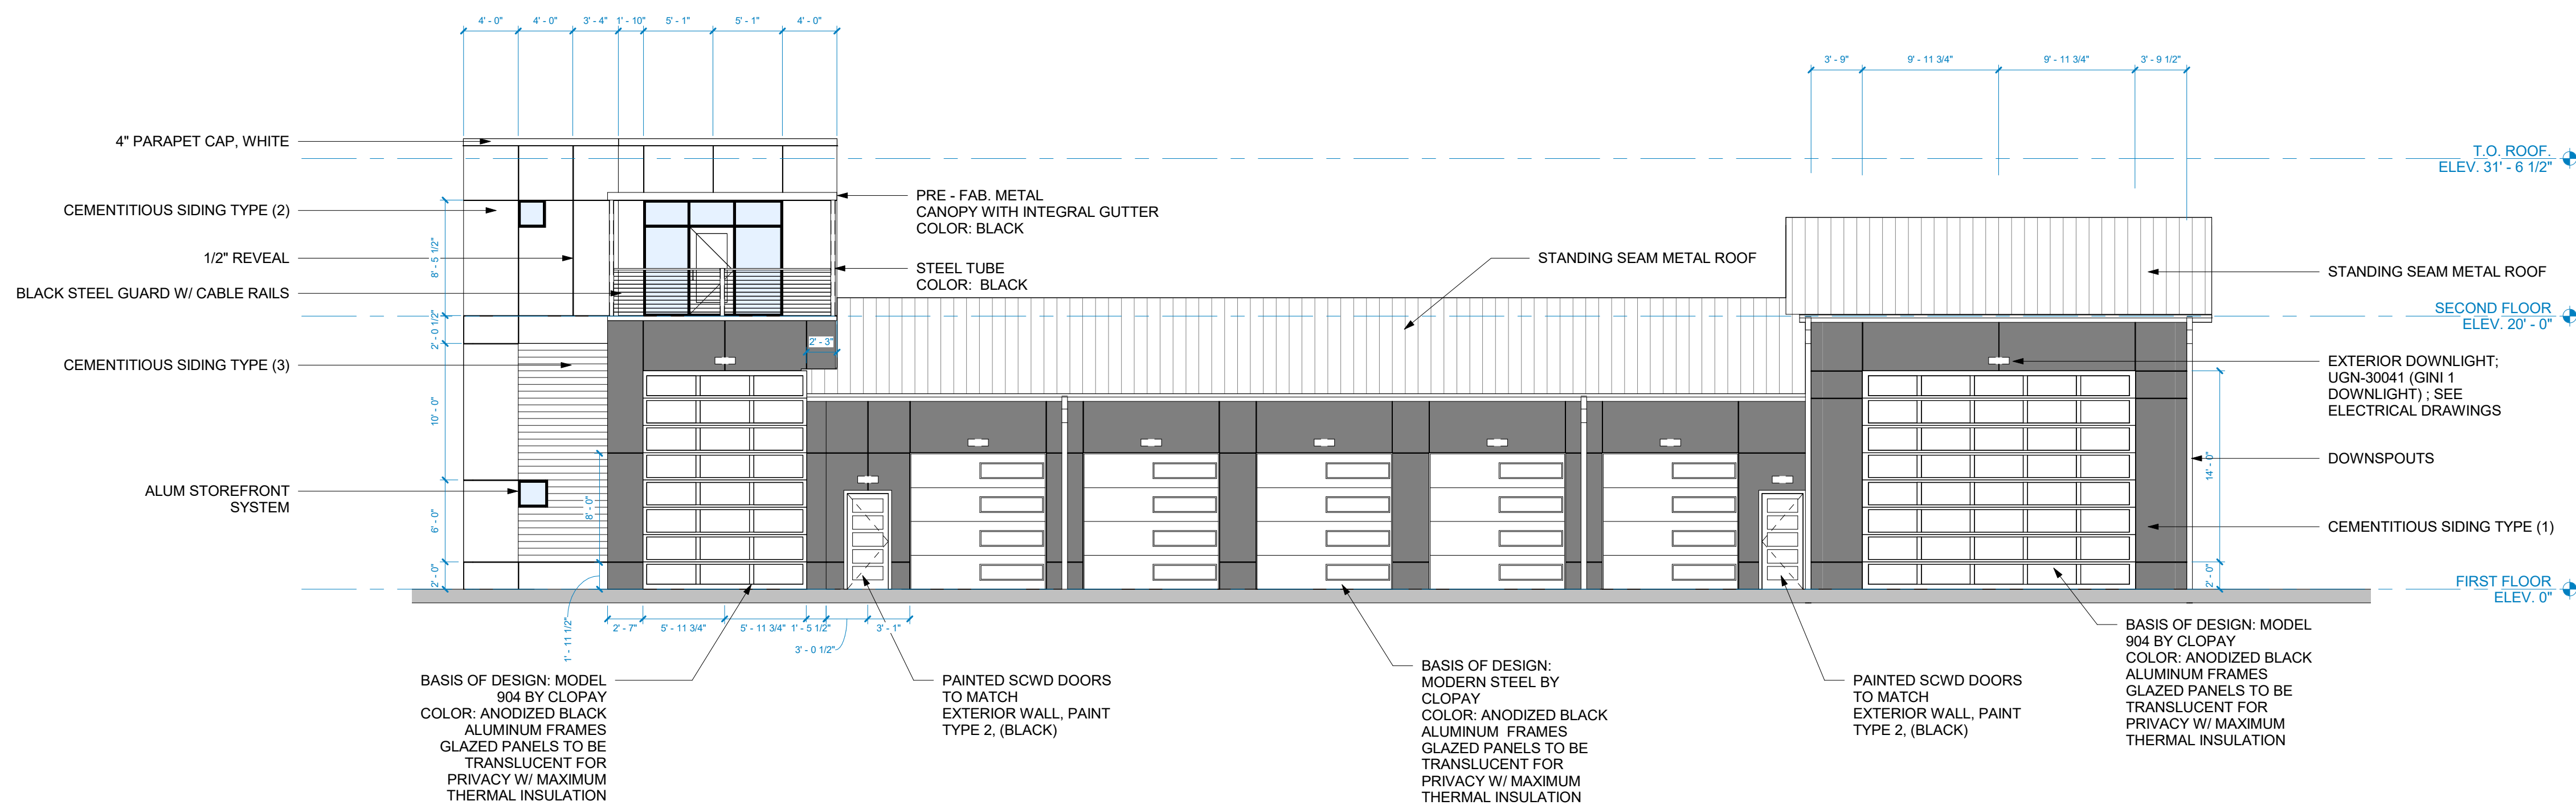 4' - 0"
4' - 0"
3' - 4"
1' - 10"
5' - 1"
5' - 1"
4' - 0"
3' - 9"
9' - 11 3/4"
9' - 11 3/4"
3' - 9 1/2"
4" PARAPET CAP, WHITE
CEMENTITIOUS SIDING TYPE (2)
1/2" REVEAL
BLACK STEEL GUARD W/ CABLE RAILS
CEMENTITIOUS SIDING TYPE (3)
ALUM STOREFRONT
SYSTEM
8' - 5 1/2"
2' - 0 1/2"
10' - 0"
6' - 0"
2' - 0"
8' - 0"
1' - 11 1/2"
PRE - FAB. METAL
CANOPY WITH INTEGRAL GUTTER
COLOR: BLACK
STEEL TUBE
COLOR:  BLACK
2' - 3"
STANDING SEAM METAL ROOF
T.O. ROOF.
ELEV. 31' - 6 1/2"
STANDING SEAM METAL ROOF
SECOND FLOOR
ELEV. 20' - 0"
EXTERIOR DOWNLIGHT;
UGN-30041 (GINI 1
DOWNLIGHT) ; SEE
ELECTRICAL DRAWINGS
DOWNSPOUTS
14' - 0"
CEMENTITIOUS SIDING TYPE (1)
2' - 0"
FIRST FLOOR
ELEV. 0"
2' - 7"
5' - 11 3/4"
5' - 11 3/4"
1' - 5 1/2"
3' - 0 1/2"
3' - 1"
BASIS OF DESIGN: MODEL
904 BY CLOPAY
COLOR: ANODIZED BLACK
ALUMINUM FRAMES
GLAZED PANELS TO BE
TRANSLUCENT FOR
PRIVACY W/ MAXIMUM
THERMAL INSULATION
PAINTED SCWD DOORS
TO MATCH
EXTERIOR WALL, PAINT
TYPE 2, (BLACK)
BASIS OF DESIGN:
MODERN STEEL BY
CLOPAY
COLOR: ANODIZED BLACK
ALUMINUM  FRAMES
GLAZED PANELS TO BE
TRANSLUCENT FOR
PRIVACY W/ MAXIMUM
THERMAL INSULATION
PAINTED SCWD DOORS
TO MATCH
EXTERIOR WALL, PAINT
TYPE 2, (BLACK)
BASIS OF DESIGN: MODEL
904 BY CLOPAY
COLOR: ANODIZED BLACK
ALUMINUM FRAMES
GLAZED PANELS TO BE
TRANSLUCENT FOR
PRIVACY W/ MAXIMUM
THERMAL INSULATION